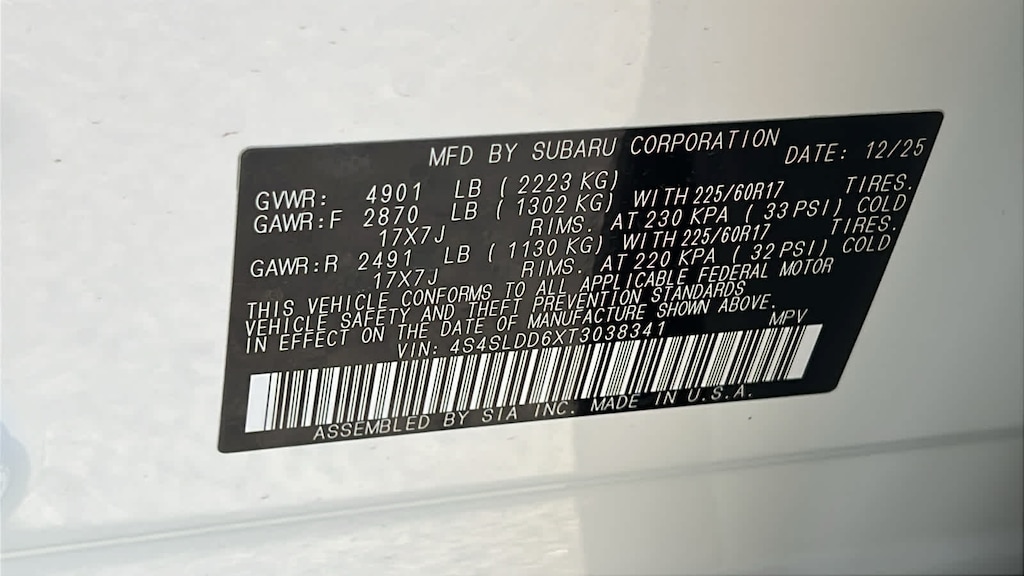 MFD BY SUBARU CORPORATION DATE: 12/25
GVWR: 4901 LB ( 2223 KG)
GAWR:F 2870 LB ( 1302 KG) WITH 225/60R17 TIRES.
17X7J RIMS. AT 230 KPA ( 33 PSI) COLD
GAWR:R 2491 LB ( 1130 KG) WITH 225/60R17 TIRES.
17X7J RIMS. AT 220 KPA ( 32 PSI) COLD
THIS VEHICLE CONFORMS TO ALL APPLICABLE FEDERAL MOTOR
VEHICLE SAFETY AND THEFT PREVENTION STANDARDS
IN EFFECT ON THE DATE OF MANUFACTURE SHOWN ABOVE.
VIN: 4S4SLDD6XT3038341 MPV
ASSEMBLED BY SIA INC. MADE IN U.S.A.